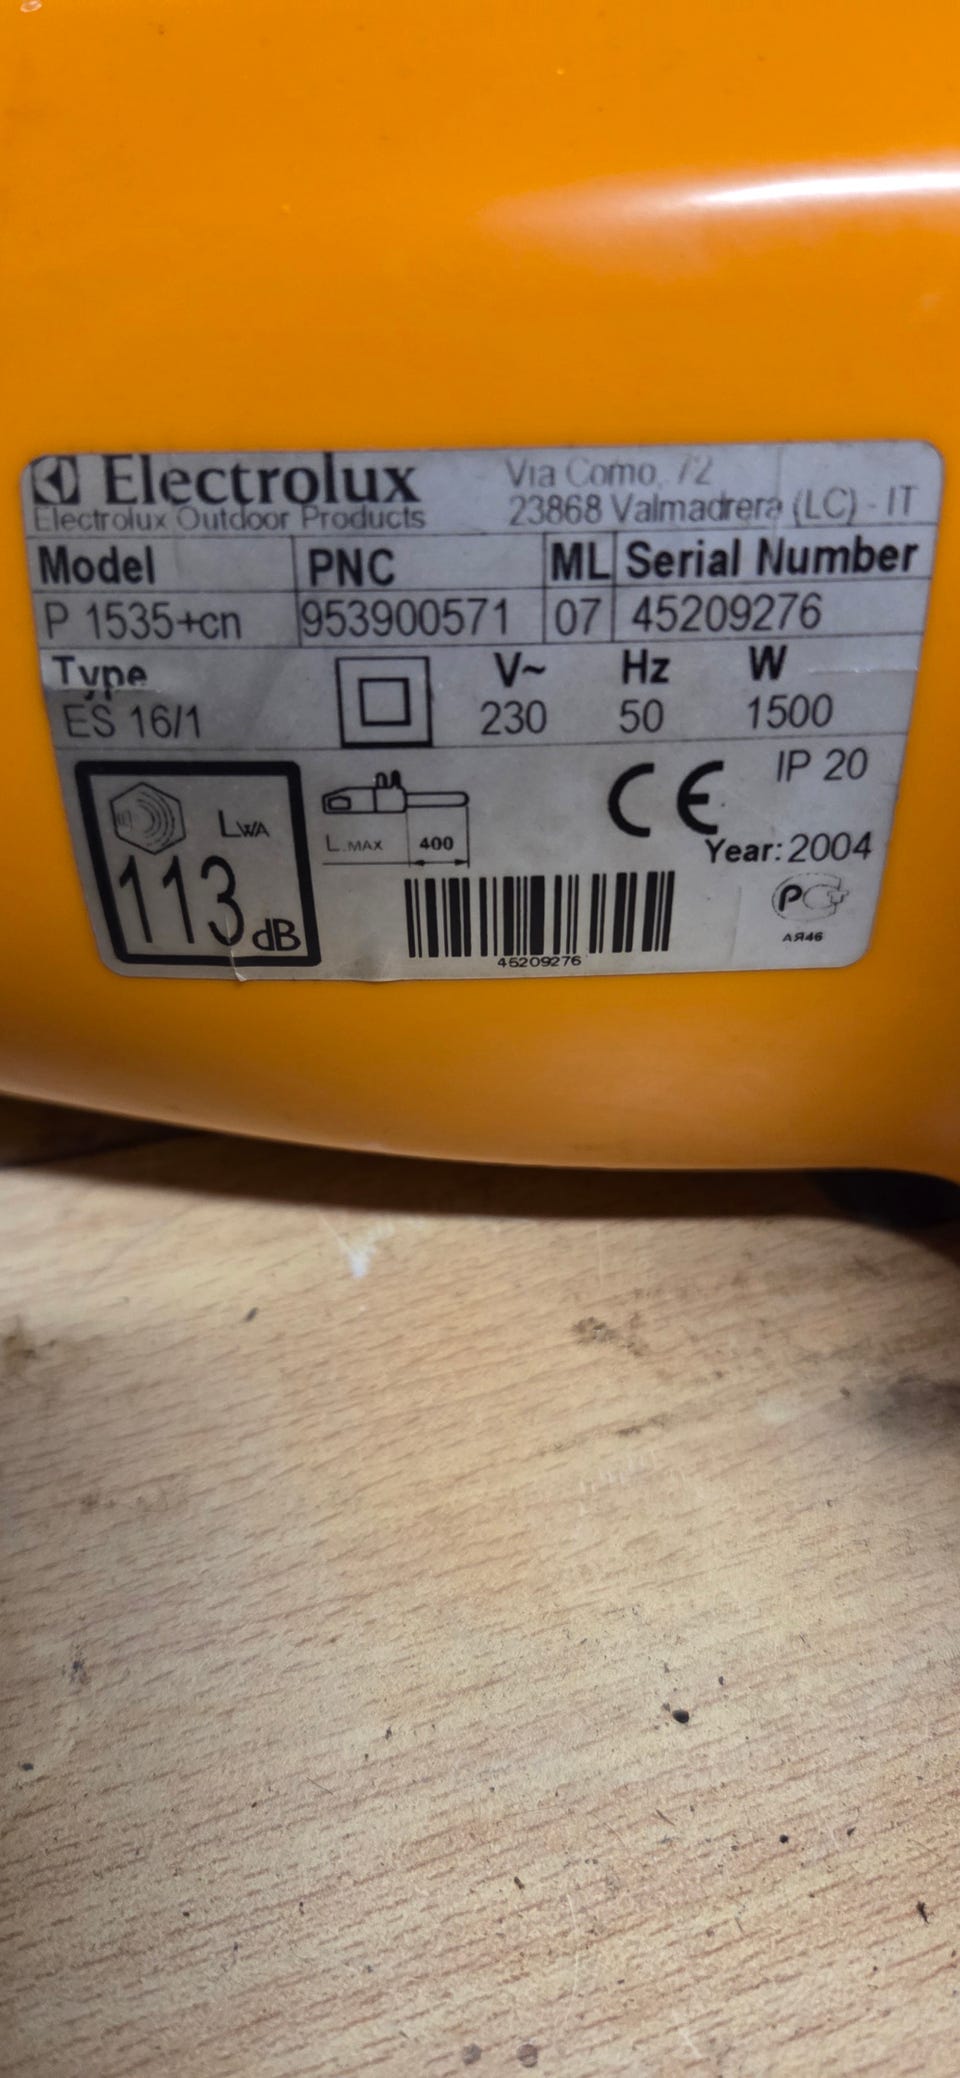 Electrolux
Electrolux Outdoor Products
Via Como, 72
23868 Valmadrera (LC) - IT
Model PNC ML Serial Number
P 1535+cn 953900571 07 45209276
Type V~ Hz W
ES 16/1 230 50 1500
IP 20
LWA
113 dB
L.MAX 400
CE
Year: 2004
АЯ46
45209276